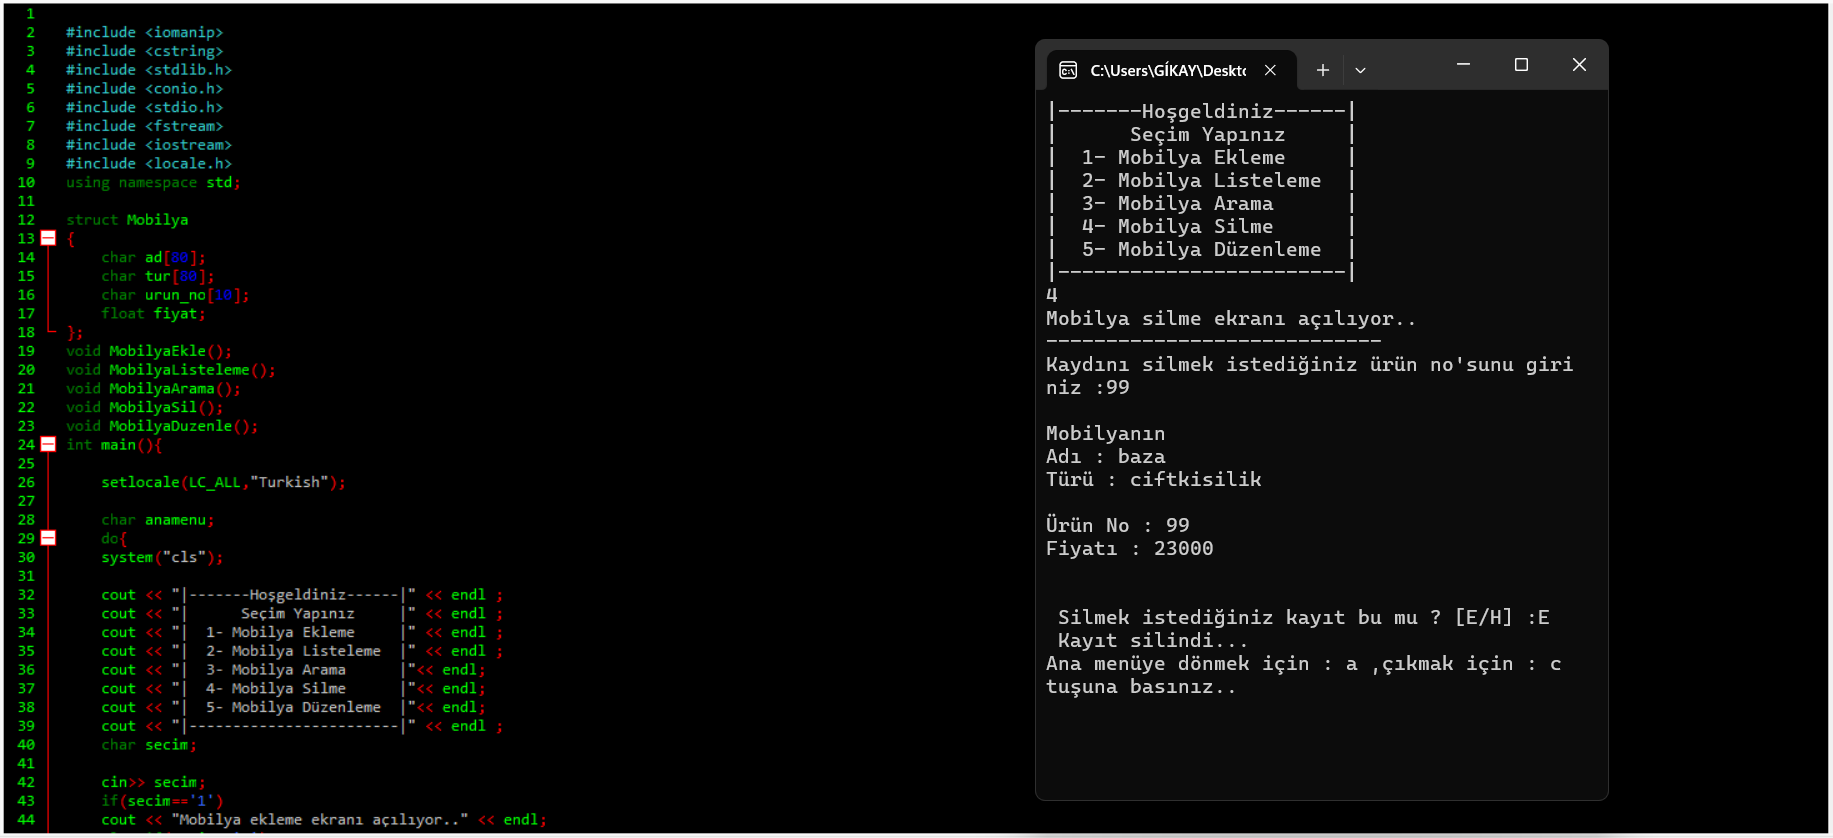 1
2 #include <iomanip>
3 #include <cstring>
4 #include <stdlib.h>
5 #include <conio.h>
6 #include <stdio.h>
7 #include <fstream>
8 #include <iostream>
9 #include <locale.h>
10 using namespace std;
11
12 struct Mobilya
13 {
14 char ad[80];
15 char tur[80];
16 char urun_no[10];
17 float fiyat;
18 };
19 void MobilyaEkle();
20 void MobilyaListeleme();
21 void MobilyaArama();
22 void MobilyaSil();
23 void MobilyaDuzenle();
24 int main(){
25
26 setlocale(LC_ALL,"Turkish");
27
28 char anamenu;
29 do{
30 system("cls");
31
32 cout << "|-------Hoşgeldiniz------|" << endl ;
33 cout << "|      Seçim Yapınız     |" << endl ;
34 cout << "|  1- Mobilya Ekleme     |" << endl ;
35 cout << "|  2- Mobilya Listeleme  |" << endl ;
36 cout << "|  3- Mobilya Arama      |"<< endl;
37 cout << "|  4- Mobilya Silme      |"<< endl;
38 cout << "|  5- Mobilya Düzenleme  |"<< endl;
39 cout << "|------------------------|" << endl ;
40 char secim;
41
42 cin>> secim;
43 if(secim=='1')
44 cout << "Mobilya ekleme ekranı açılıyor.." << endl;
C:\Users\GİKAY\Deskto
|-------Hoşgeldiniz------|
|      Seçim Yapınız     |
|  1- Mobilya Ekleme     |
|  2- Mobilya Listeleme  |
|  3- Mobilya Arama      |
|  4- Mobilya Silme      |
|  5- Mobilya Düzenleme  |
|------------------------|
4
Mobilya silme ekranı açılıyor..
----------------------------
Kaydını silmek istediğiniz ürün no'sunu giri
niz :99
Mobilyanın
Adı : baza
Türü : ciftkisilik
Ürün No : 99
Fiyatı : 23000
Silmek istediğiniz kayıt bu mu ? [E/H] :E
Kayıt silindi...
Ana menüye dönmek için : a ,çıkmak için : c
tuşuna basınız..